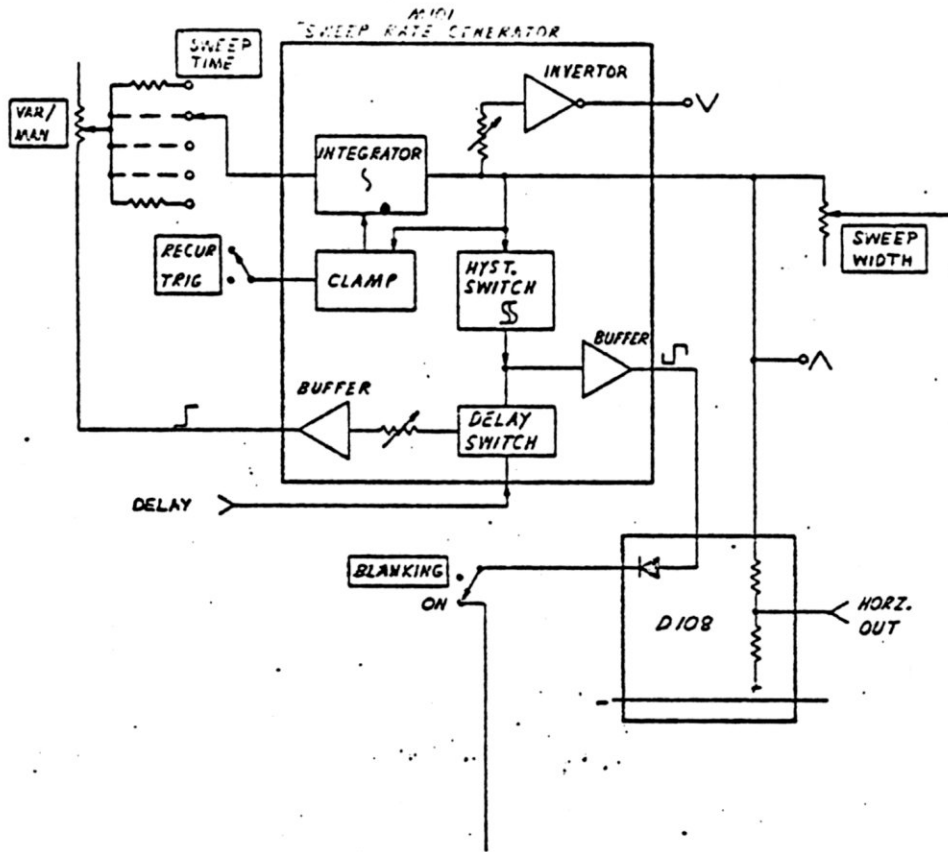 M101
SWEEP RATE GENERATOR
SWEEP
TIME
VAR/
MAN
INVERTOR
INTEGRATOR
RECUR
TRIG
CLAMP
HYST.
SWITCH
SWEEP
WIDTH
BUFFER
BUFFER
DELAY
SWITCH
DELAY
BLANKING
ON
D108
HORZ.
OUT